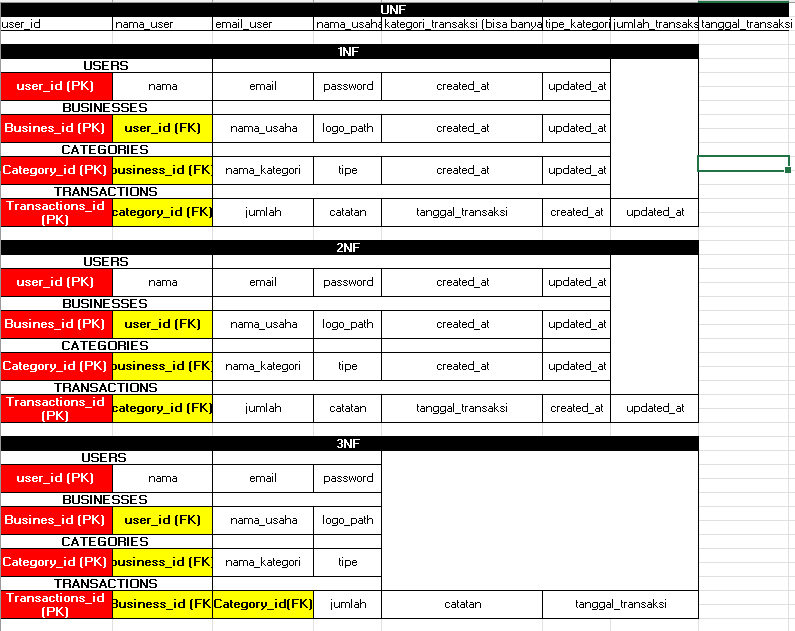 UNF
user_id nama_user email_user nama_usaha kategori_transaksi (bisa banya tipe_kategori jumlah_transaks tanggal_transaksi
1NF
USERS
user_id (PK) nama email password created_at updated_at
BUSINESSES
Busines_id (PK) user_id (FK) nama_usaha logo_path created_at updated_at
CATEGORIES
Category_id (PK) business_id (FK) nama_kategori tipe created_at updated_at
TRANSACTIONS
Transactions_id
(PK) category_id (FK) jumlah catatan tanggal_transaksi created_at updated_at
2NF
USERS
user_id (PK) nama email password created_at updated_at
BUSINESSES
Busines_id (PK) user_id (FK) nama_usaha logo_path created_at updated_at
CATEGORIES
Category_id (PK) business_id (FK) nama_kategori tipe created_at updated_at
TRANSACTIONS
Transactions_id
(PK) category_id (FK) jumlah catatan tanggal_transaksi created_at updated_at
3NF
USERS
user_id (PK) nama email password
BUSINESSES
Busines_id (PK) user_id (FK) nama_usaha logo_path
CATEGORIES
Category_id (PK) business_id (FK) nama_kategori tipe
TRANSACTIONS
Transactions_id
(PK) Business_id (FK Category_id(FK) jumlah catatan tanggal_transaksi